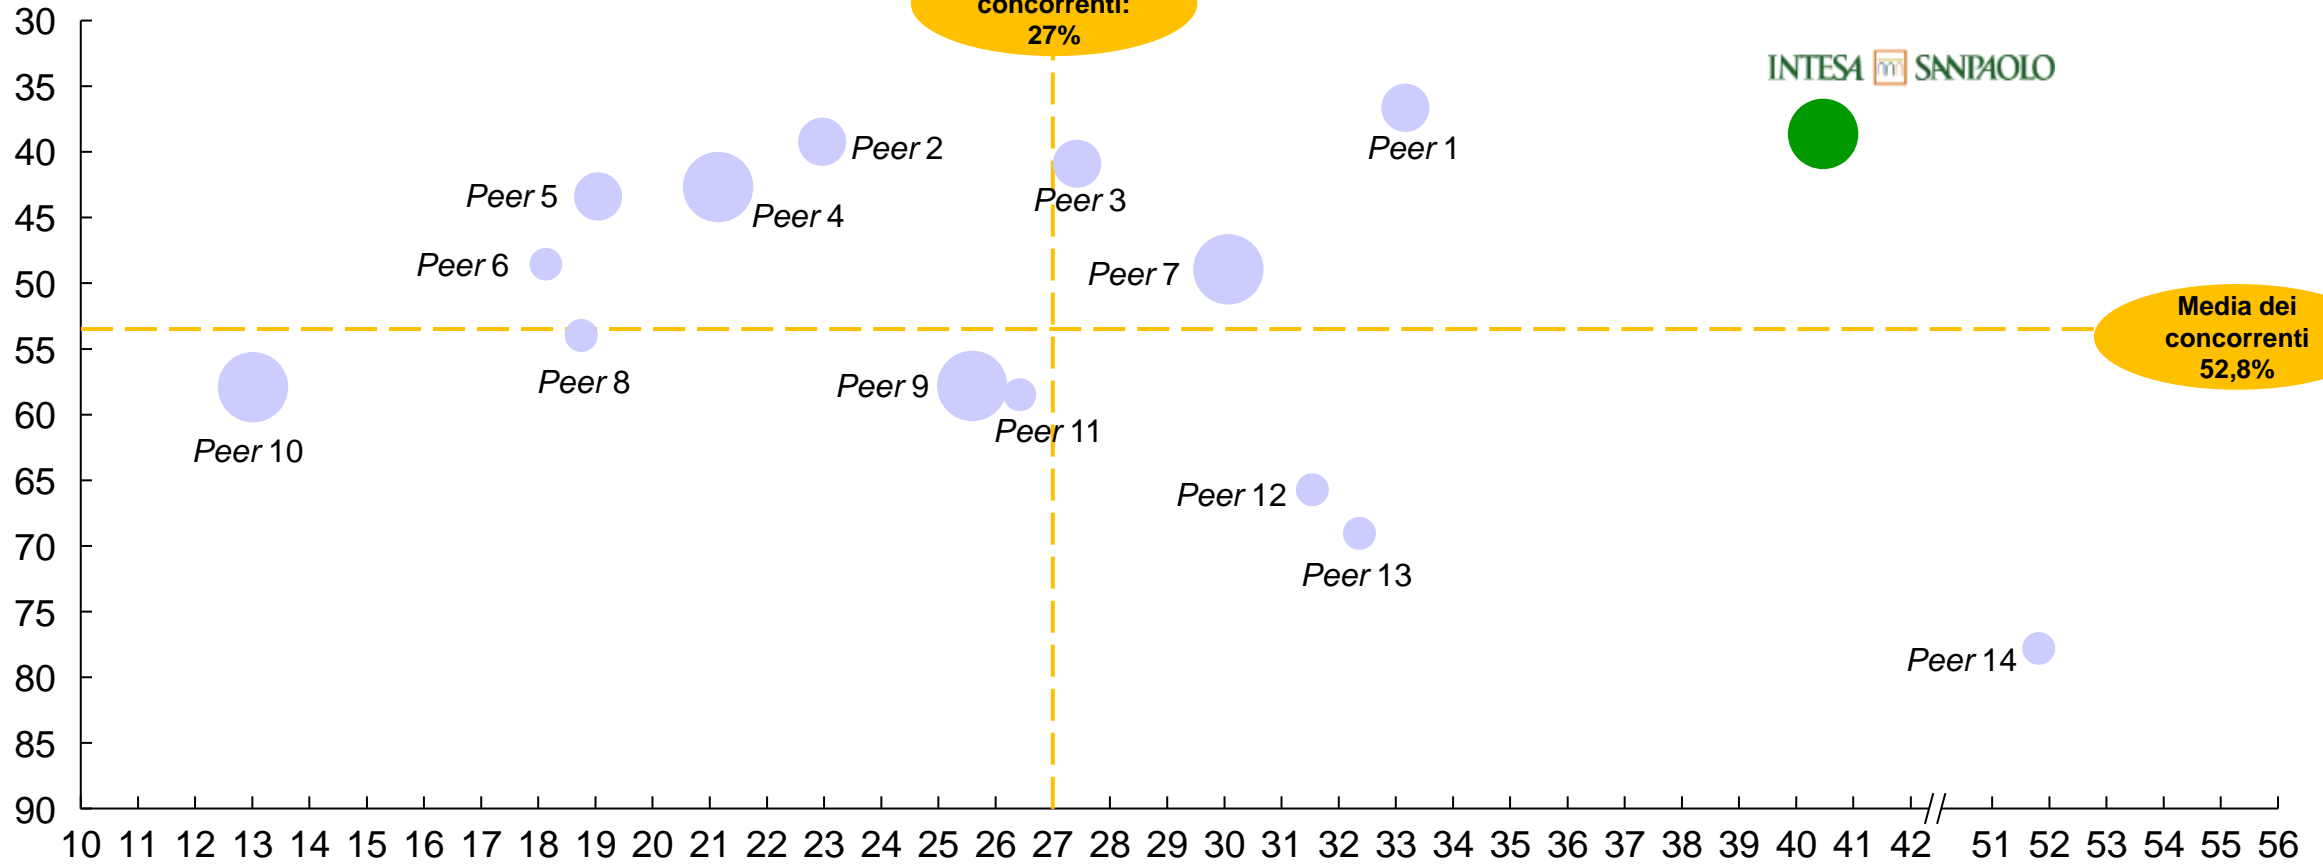 concorrenti:
27%
30
35
40
45
50
55
60
65
70
75
80
85
90
INTESA SANPAOLO
Peer 1
Peer 2
Peer 3
Peer 5
Peer 4
Peer 6
Peer 7
Media dei
concorrenti
52,8%
Peer 8
Peer 9
Peer 11
Peer 10
Peer 12
Peer 13
Peer 14
10 11 12 13 14 15 16 17 18 19 20 21 22 23 24 25 26 27 28 29 30 31 32 33 34 35 36 37 38 39 40 41 42 // 51 52 53 54 55 56